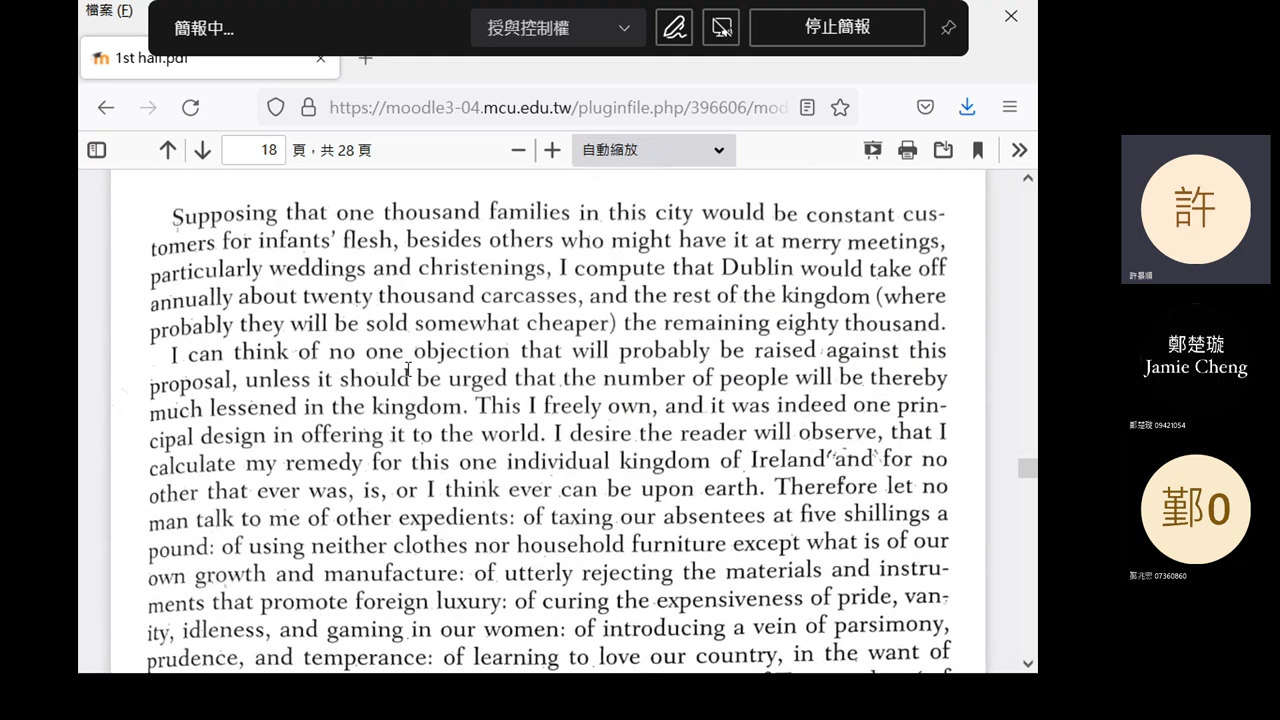 檔案 (F)
簡報中...
授與控制權
停止簡報
1st half.pdf
https://moodle3-04.mcu.edu.tw/pluginfile.php/396606/mod
18 頁，共 28 頁
自動縮放
Supposing that one thousand families in this city would be constant cus-
tomers for infants' flesh, besides others who might have it at merry meetings,
particularly weddings and christenings, I compute that Dublin would take off
annually about twenty thousand carcasses, and the rest of the kingdom (where
probably they will be sold somewhat cheaper) the remaining eighty thousand.
I can think of no one objection that will probably be raised against this
proposal, unless it should be urged that the number of people will be thereby
much lessened in the kingdom. This I freely own, and it was indeed one prin-
cipal design in offering it to the world. I desire the reader will observe, that I
calculate my remedy for this one individual kingdom of Ireland and for no
other that ever was, is, or I think ever can be upon earth. Therefore let no
man talk to me of other expedients: of taxing our absentees at five shillings a
pound: of using neither clothes nor household furniture except what is of our
own growth and manufacture: of utterly rejecting the materials and instru-
ments that promote foreign luxury: of curing the expensiveness of pride, van-
ity, idleness, and gaming in our women: of introducing a vein of parsimony,
prudence, and temperance: of learning to love our country, in the want of
許
許慕順
鄭楚璇
Jamie Cheng
鄭楚璇 09421054
鄞0
鄞兆宏 07360860